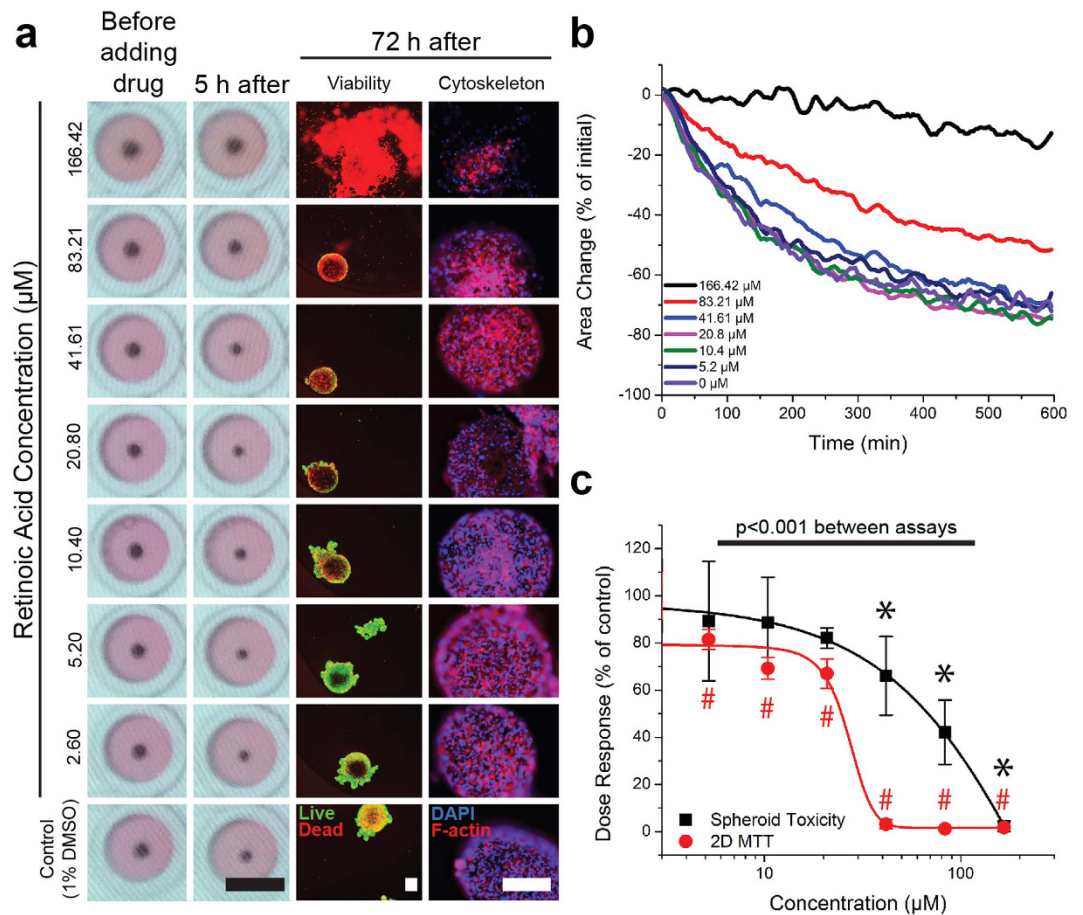 a
Before
adding
drug
5 h after
72 h after
Viability
Cytoskeleton
Retinoic Acid Concentration (µM)
166.42
83.21
41.61
20.80
10.40
5.20
2.60
Control
(1% DMSO)
Live
Dead
DAPI
F-actin
b
Area Change (% of initial)
0
-20
-40
-60
-80
-100
166.42 µM
83.21 µM
41.61 µM
20.8 µM
10.4 µM
5.2 µM
0 µM
0 100 200 300 400 500 600
Time (min)
c
p<0.001 between assays
Dose Response (% of control)
120
100
80
60
40
20
0
* * *
# # # # # #
Spheroid Toxicity
2D MTT
10 100
Concentration (µM)